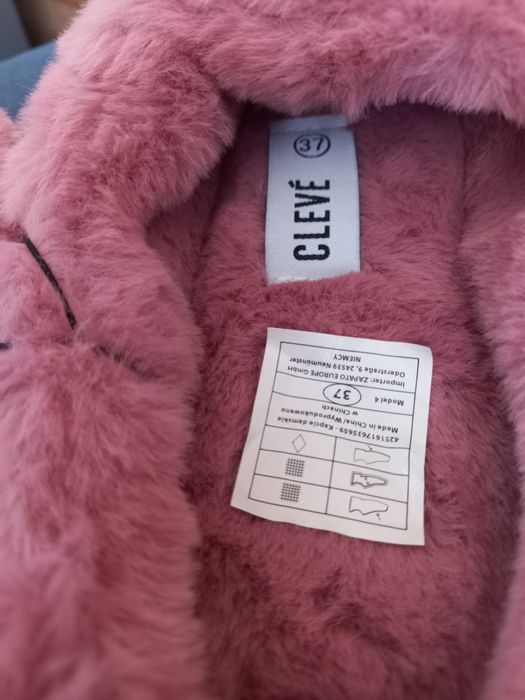 37
CLEVÉ
4251617635659 - Kapcie damskie
Made in China/ Wyprodukowano
w Chinach
Model 4 37
Importer: ZAPATO EUROPE GmbH
Oderstraße 9, 24539 Neumünster
NIEMCY